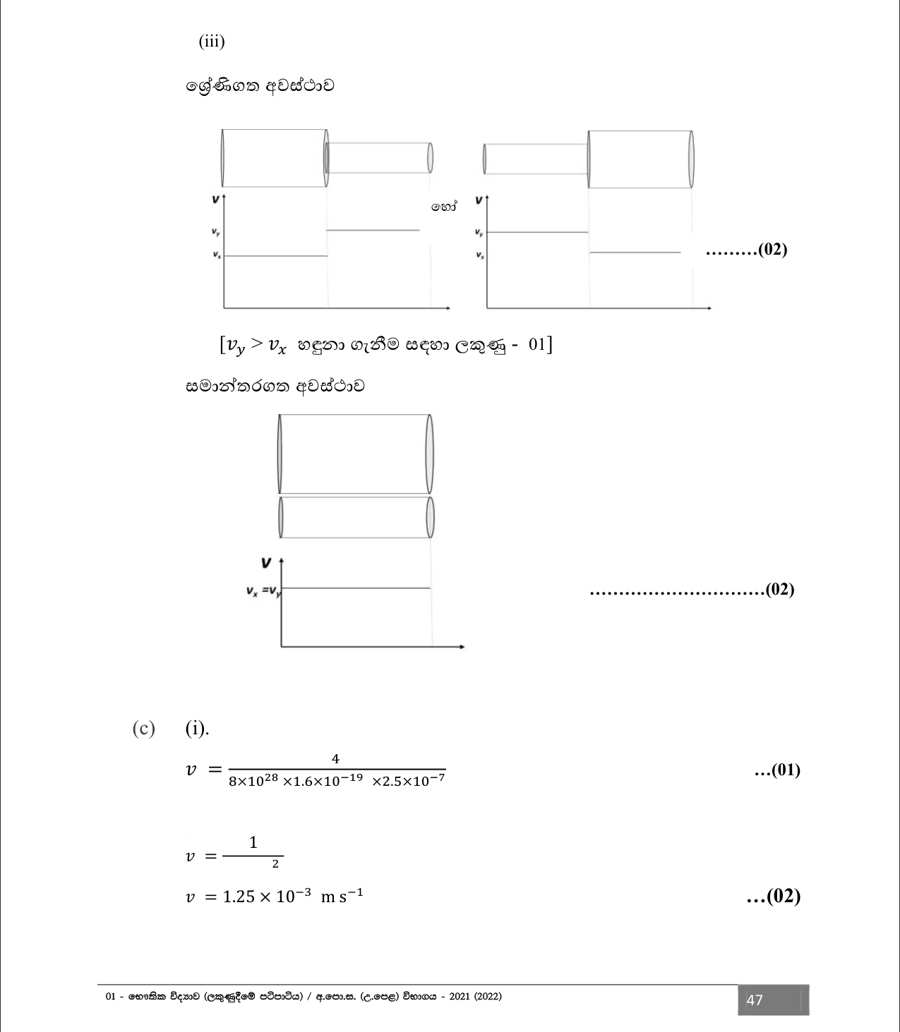 (iii)
ශ්‍රේණිගත අවස්ථාව
හෝ
V
V
vy
vy
vx
vx
………(02)
[vy > vx හඳුනා ගැනීම සඳහා ලකුණු - 01]
සමාන්තරගත අවස්ථාව
V
vx =vy
…………………………(02)
(c) (i).
v = 4 / 8×10²⁸ ×1.6×10⁻¹⁹ ×2.5×10⁻⁷
…(01)
v = 1 / ²
v = 1.25 × 10⁻³ m s⁻¹
…(02)
01 - භෞතික විද්‍යාව (ලකුණුදීමේ පටිපාටිය) / අ.පො.ස. (උ.පෙළ) විභාගය - 2021 (2022)
47